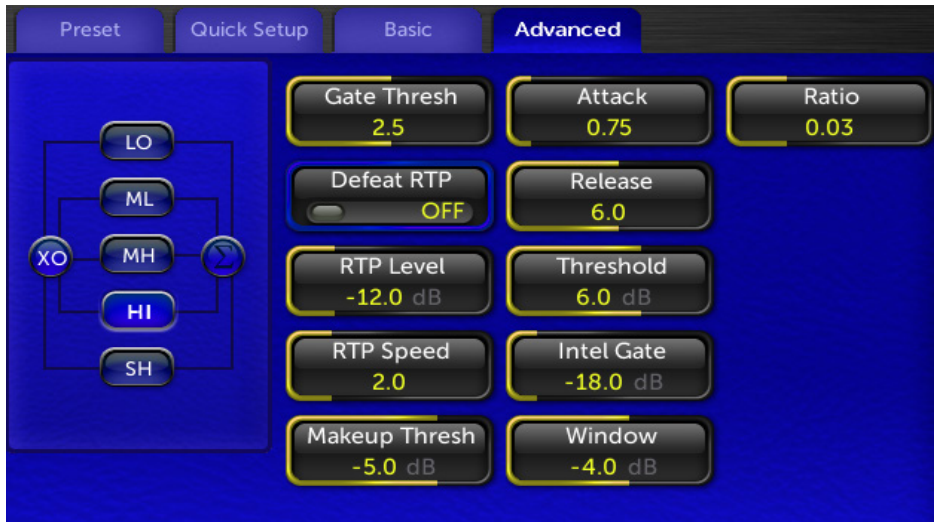 Preset
Quick Setup
Basic
Advanced
LO
ML
XO
MH
Σ
HI
SH
Gate Thresh
2.5
Attack
0.75
Ratio
0.03
Defeat RTP
OFF
Release
6.0
RTP Level
-12.0 dB
Threshold
6.0 dB
RTP Speed
2.0
Intel Gate
-18.0 dB
Makeup Thresh
-5.0 dB
Window
-4.0 dB